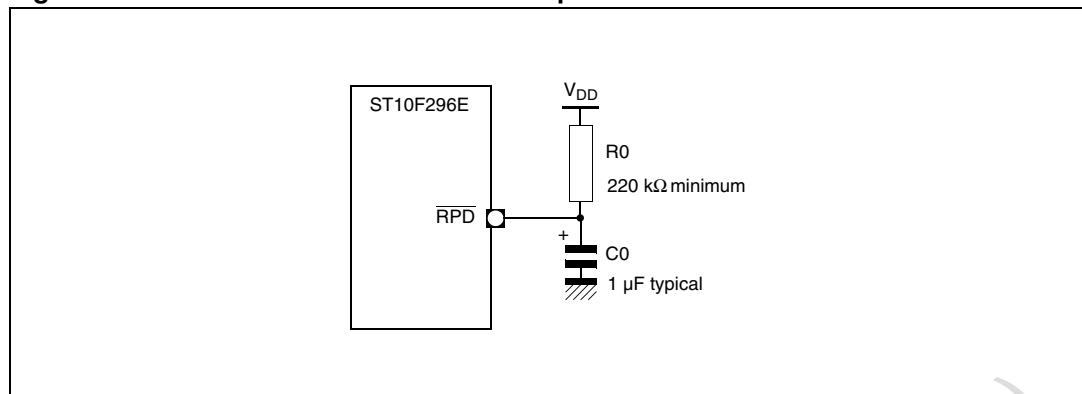 ST10F296E
VDD
R0
220 kΩ minimum
RPD
+
C0
1 µF typical